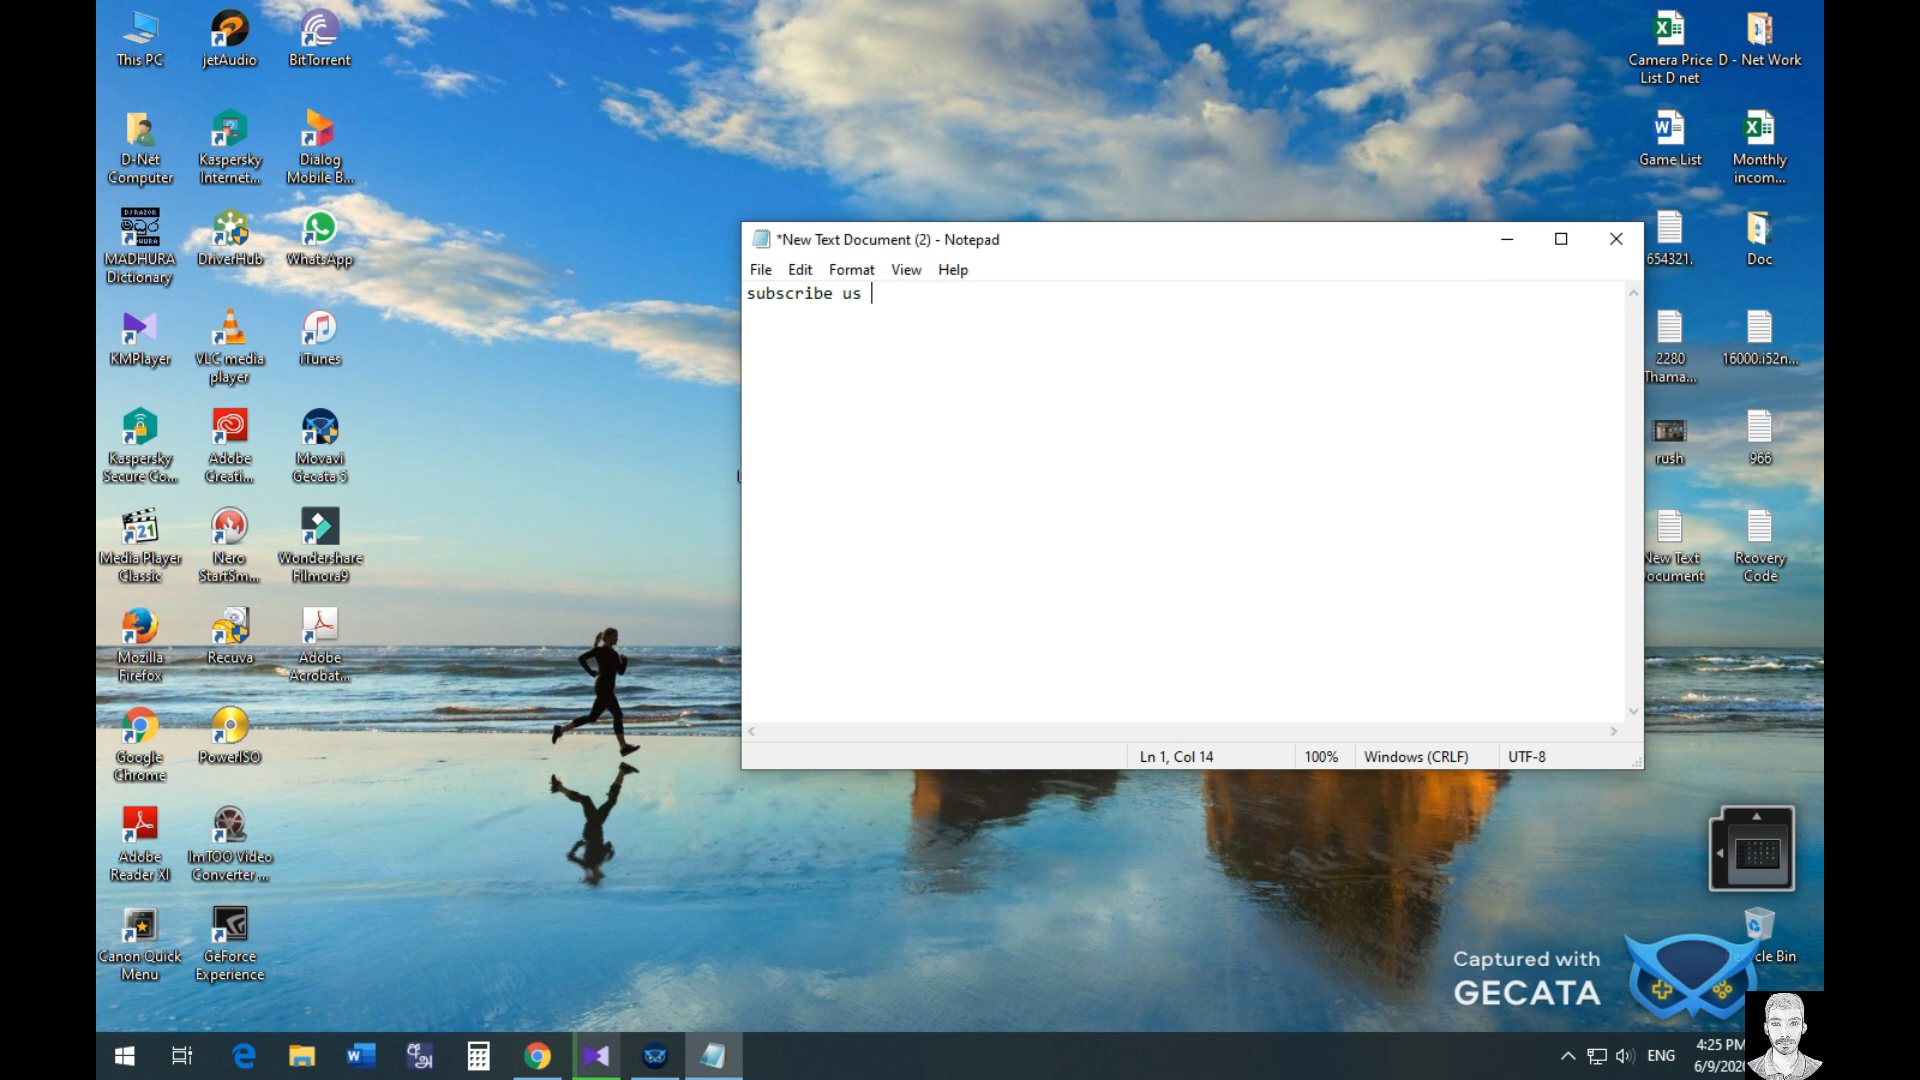 This PC
jetAudio
BitTorrent
D-Net
Computer
Kaspersky
Internet...
Dialog
Mobile B...
DJ RAZOR
මධුර
HURA
MADHURA
Dictionary
DriverHub
WhatsApp
KMPlayer
VLC media
player
iTunes
Kaspersky
Secure Co...
Adobe
Creati...
Movavi
Gecata 5
321
Media Player
Classic
Nero
StartSm...
Wondershare
Filmora9
Mozilla
Firefox
Recuva
Adobe
Acrobat...
Google
Chrome
PowerISO
Adobe
Reader XI
ImTOO Video
Converter ...
Canon Quick
Menu
GeForce
Experience
*New Text Document (2) - Notepad
File Edit Format View Help
subscribe us
Ln 1, Col 14 100% Windows (CRLF) UTF-8
Camera Price
List D net
D - Net Work
Game List
Monthly
incom...
654321.
Doc
2280
Thama...
16000.i52n...
rush
966
New Text
ocument
Rcovery
Code
cle Bin
Captured with
GECATA
ENG
4:25 PM
6/9/202